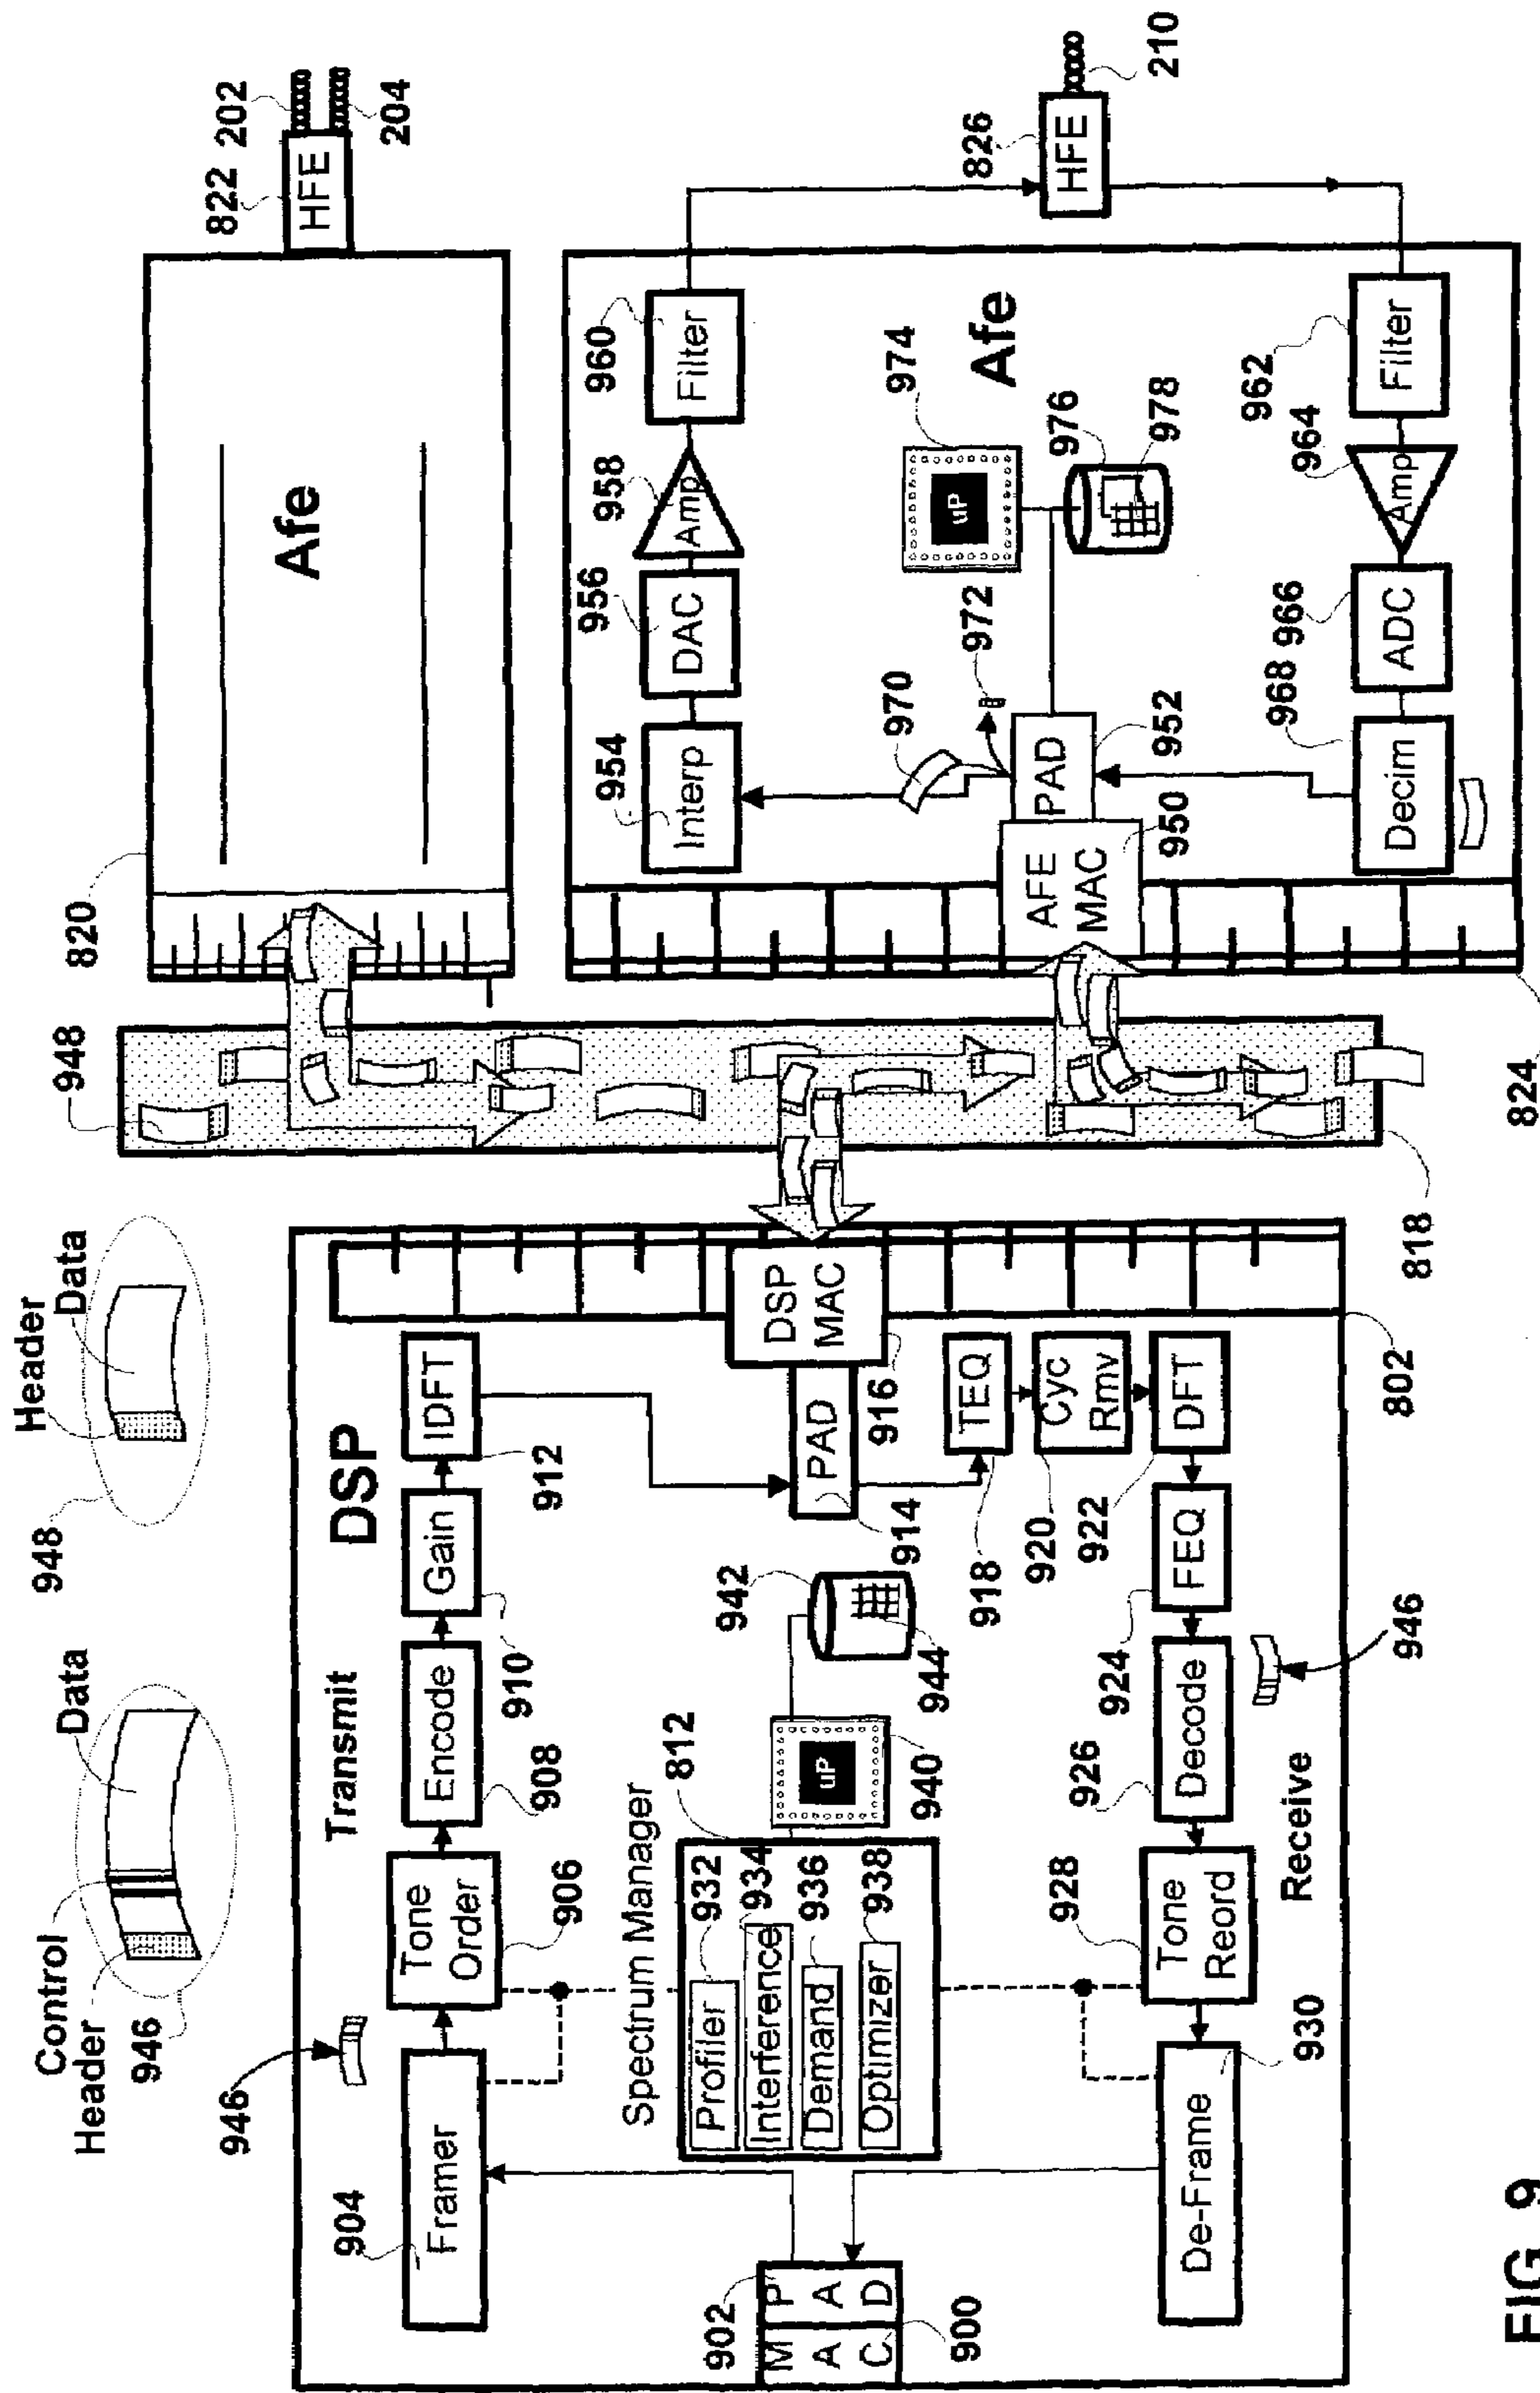 Control
Header
Data
946
Header
Data
948
948
820
Afe
822
HFE
202
204
DSP
Transmit
946
904
Framer
Tone
Order
906
Encode
908
Gain
910
IDFT
912
Spectrum Manager
812
Profiler
932
Interference
934
Demand
936
Optimizer
938
uP
940
942
944
PAD
914
DSP
MAC
916
902
M
A
C
P
A
D
900
TEQ
918
Cyc
Rmv
920
DFT
922
FEQ
924
Decode
926
946
Tone
Reord
928
De-Frame
930
Receive
802
818
824
Interp
954
DAC
956
Amp
958
Filter
960
HFE
826
210
Afe
970
972
974
uP
976
978
AFE
MAC
950
PAD
952
Decim
968
ADC
966
Amp
964
Filter
962
FIG. 9